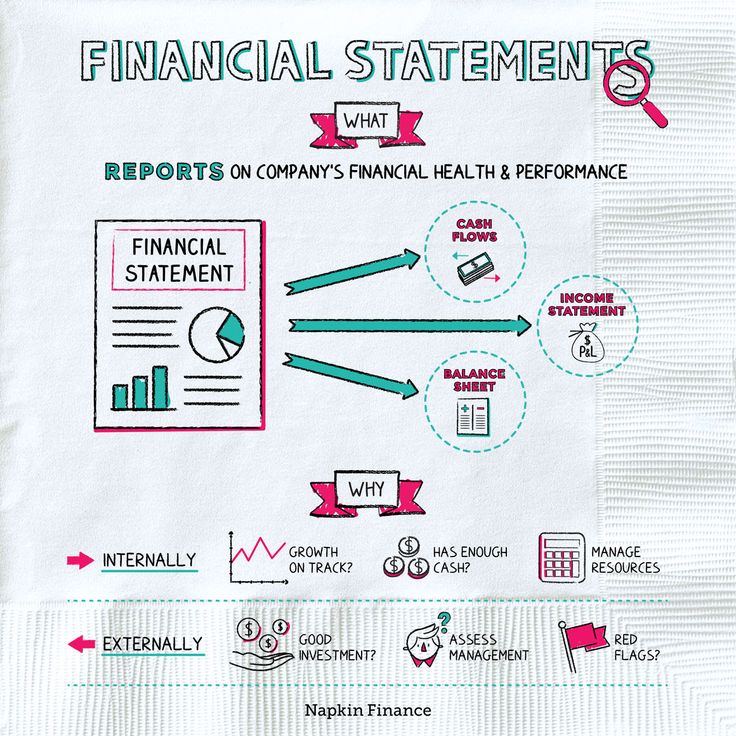 FINANCIAL STATEMENTS
WHAT
REPORTS ON COMPANY'S FINANCIAL HEALTH & PERFORMANCE
FINANCIAL
STATEMENT
CASH
FLOWS
$
INCOME
STATEMENT
$
P&L
BALANCE
SHEET
+ -
WHY
INTERNALLY
GROWTH
ON TRACK?
$ $ $
HAS ENOUGH
CASH?
MANAGE
RESOURCES
EXTERNALLY
$ $ $
GOOD
INVESTMENT?
?
ASSESS
MANAGEMENT
RED
FLAGS?
Napkin Finance